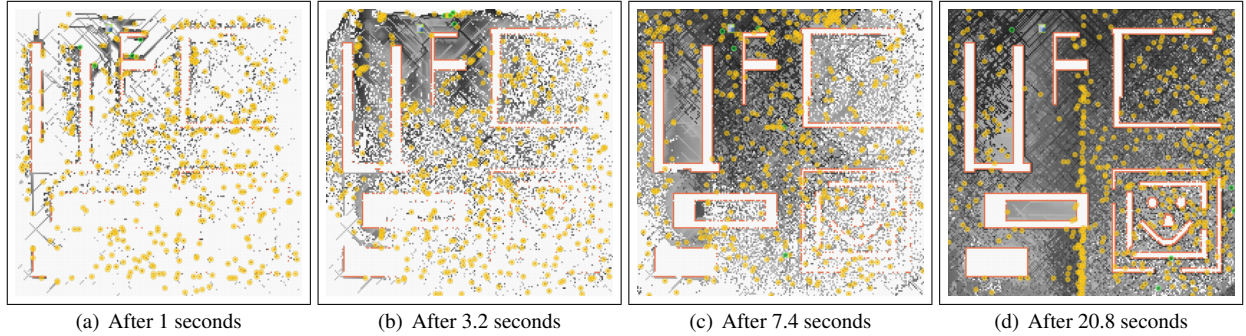 (a) After 1 seconds
(b) After 3.2 seconds
(c) After 7.4 seconds
(d) After 20.8 seconds